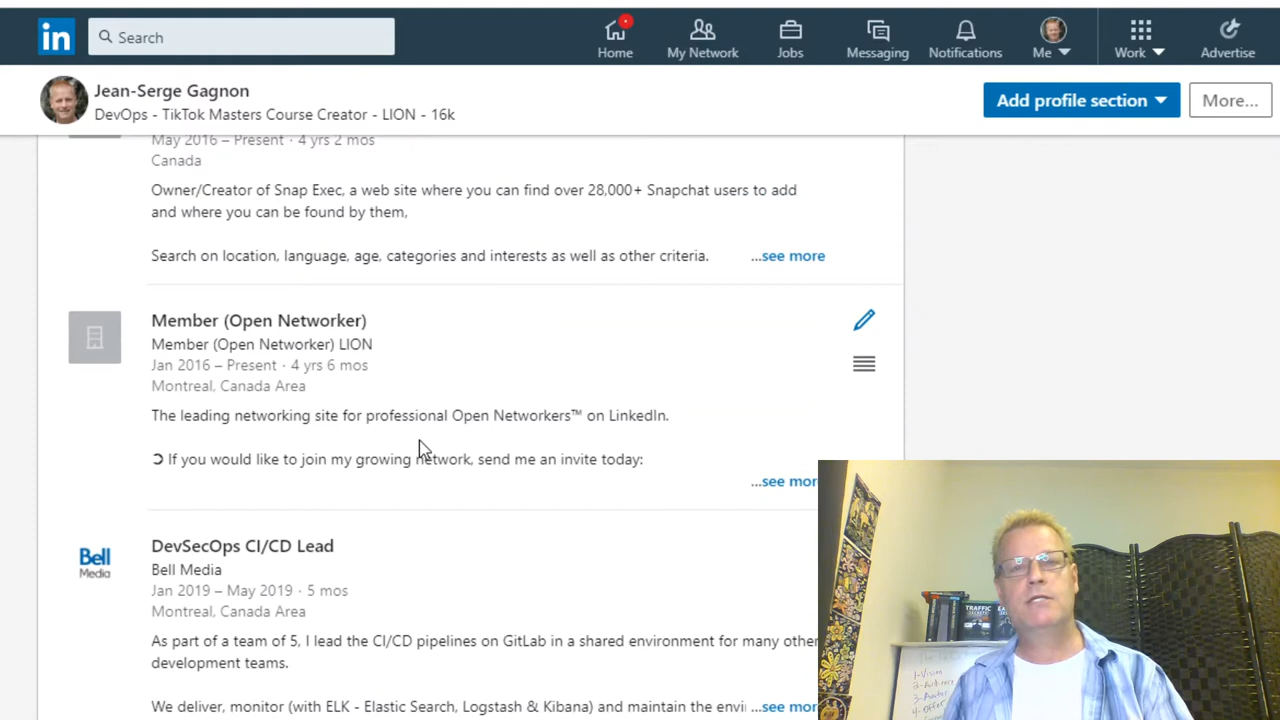 in
Search
Home
My Network
Jobs
Messaging
Notifications
Me
Work
Advertise
Jean-Serge Gagnon
DevOps - TikTok Masters Course Creator - LION - 16k
Add profile section
More...
May 2016 – Present · 4 yrs 2 mos
Canada
Owner/Creator of Snap Exec, a web site where you can find over 28,000+ Snapchat users to add
and where you can be found by them,
Search on location, language, age, categories and interests as well as other criteria.
...see more
Member (Open Networker)
Member (Open Networker) LION
Jan 2016 – Present · 4 yrs 6 mos
Montreal, Canada Area
The leading networking site for professional Open Networkers™ on LinkedIn.
➲ If you would like to join my growing network, send me an invite today:
...see more
Bell
Media
DevSecOps CI/CD Lead
Bell Media
Jan 2019 – May 2019 · 5 mos
Montreal, Canada Area
As part of a team of 5, I lead the CI/CD pipelines on GitLab in a shared environment for many other
development teams.
We deliver, monitor (with ELK - Elastic Search, Logstash & Kibana) and maintain the envi
...see more
TRAFFIC
1-Vision